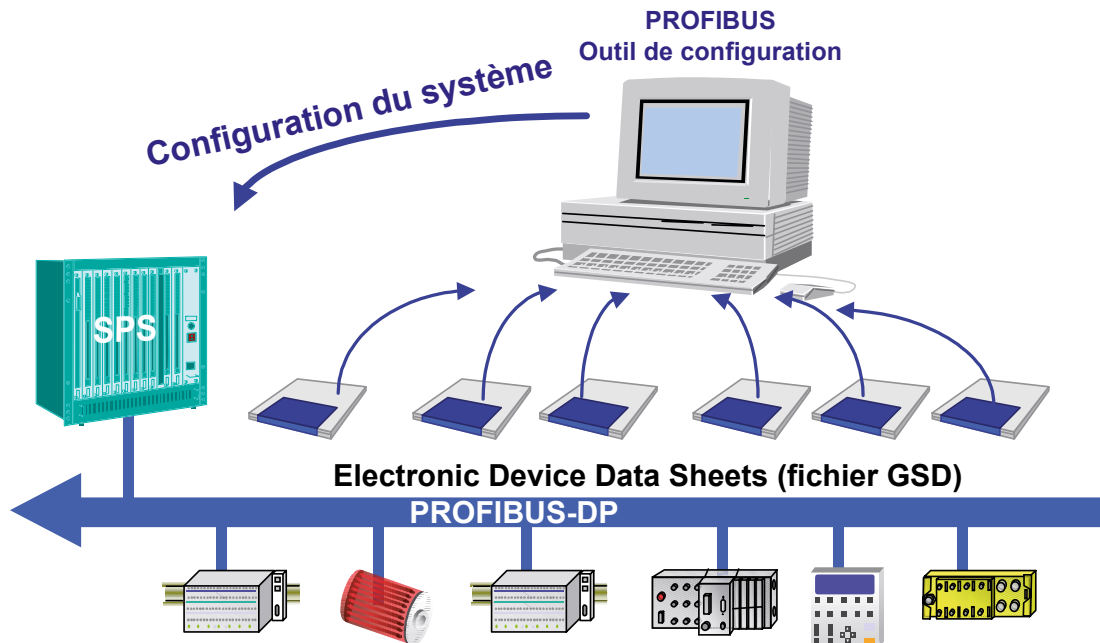 PROFIBUS
Outil de configuration
Configuration du système
SPS
Electronic Device Data Sheets (fichier GSD)
PROFIBUS-DP